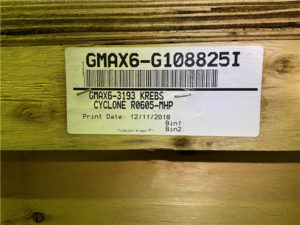 GMAX6-G108825I
GMAX6-3193 KREBS
CYCLONE R0605-MHP
Print Date: 12/11/2018
Bin1:
Bin2: